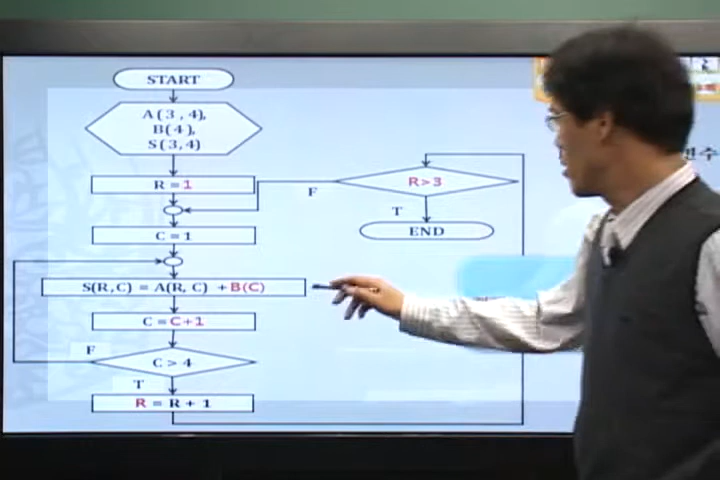 START
A(3,4),
B(4),
S(3,4)
R=1
R>3
F
T
C=1
END
S(R,C) = A(R, C) +B(C)
C=C+1
F
C>4
T
R = R + 1
변수